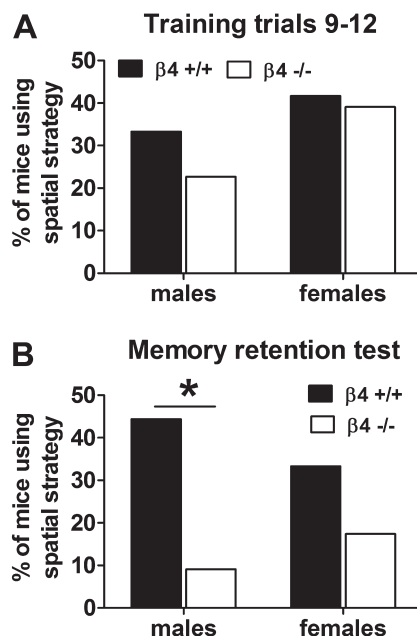 A Training trials 9-12
β4 +/+ β4 -/-
% of mice using
spatial strategy
50
40
30
20
10
0
males females
B Memory retention test
*
β4 +/+
β4 -/-
% of mice using
spatial strategy
50
40
30
20
10
0
males females